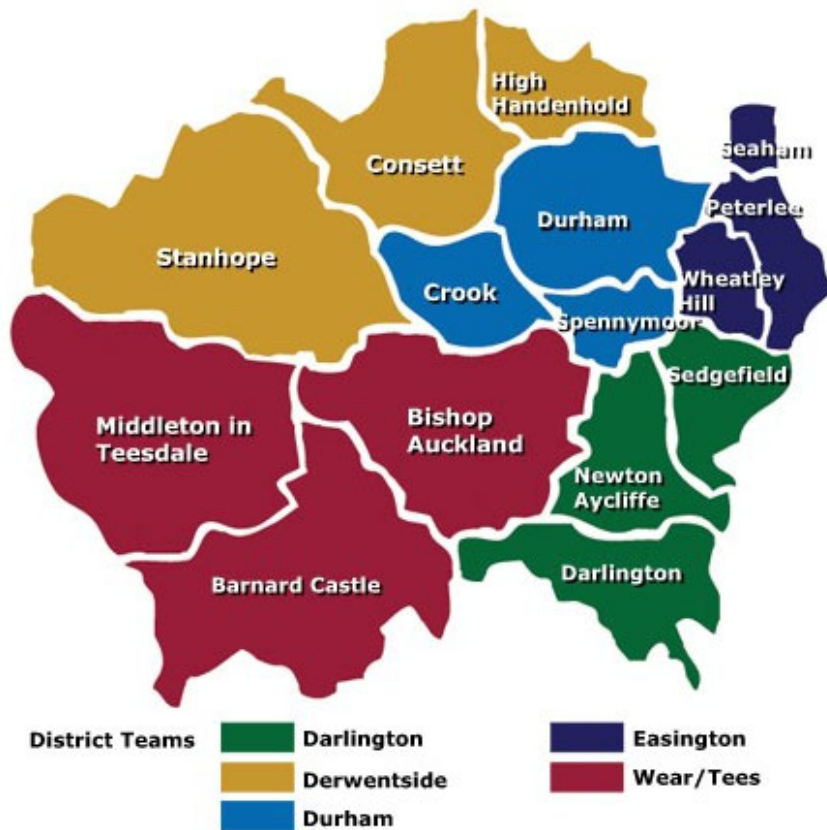 High
Handenhold
Seaham
Consett
Peterlee
Durham
Stanhope
Wheatley
Hill
Crook
Spennymoor
Sedgefield
Middleton in
Teesdale
Bishop
Auckland
Newton
Aycliffe
Barnard Castle
Darlington
District Teams
Darlington
Derwentside
Durham
Easington
Wear/Tees